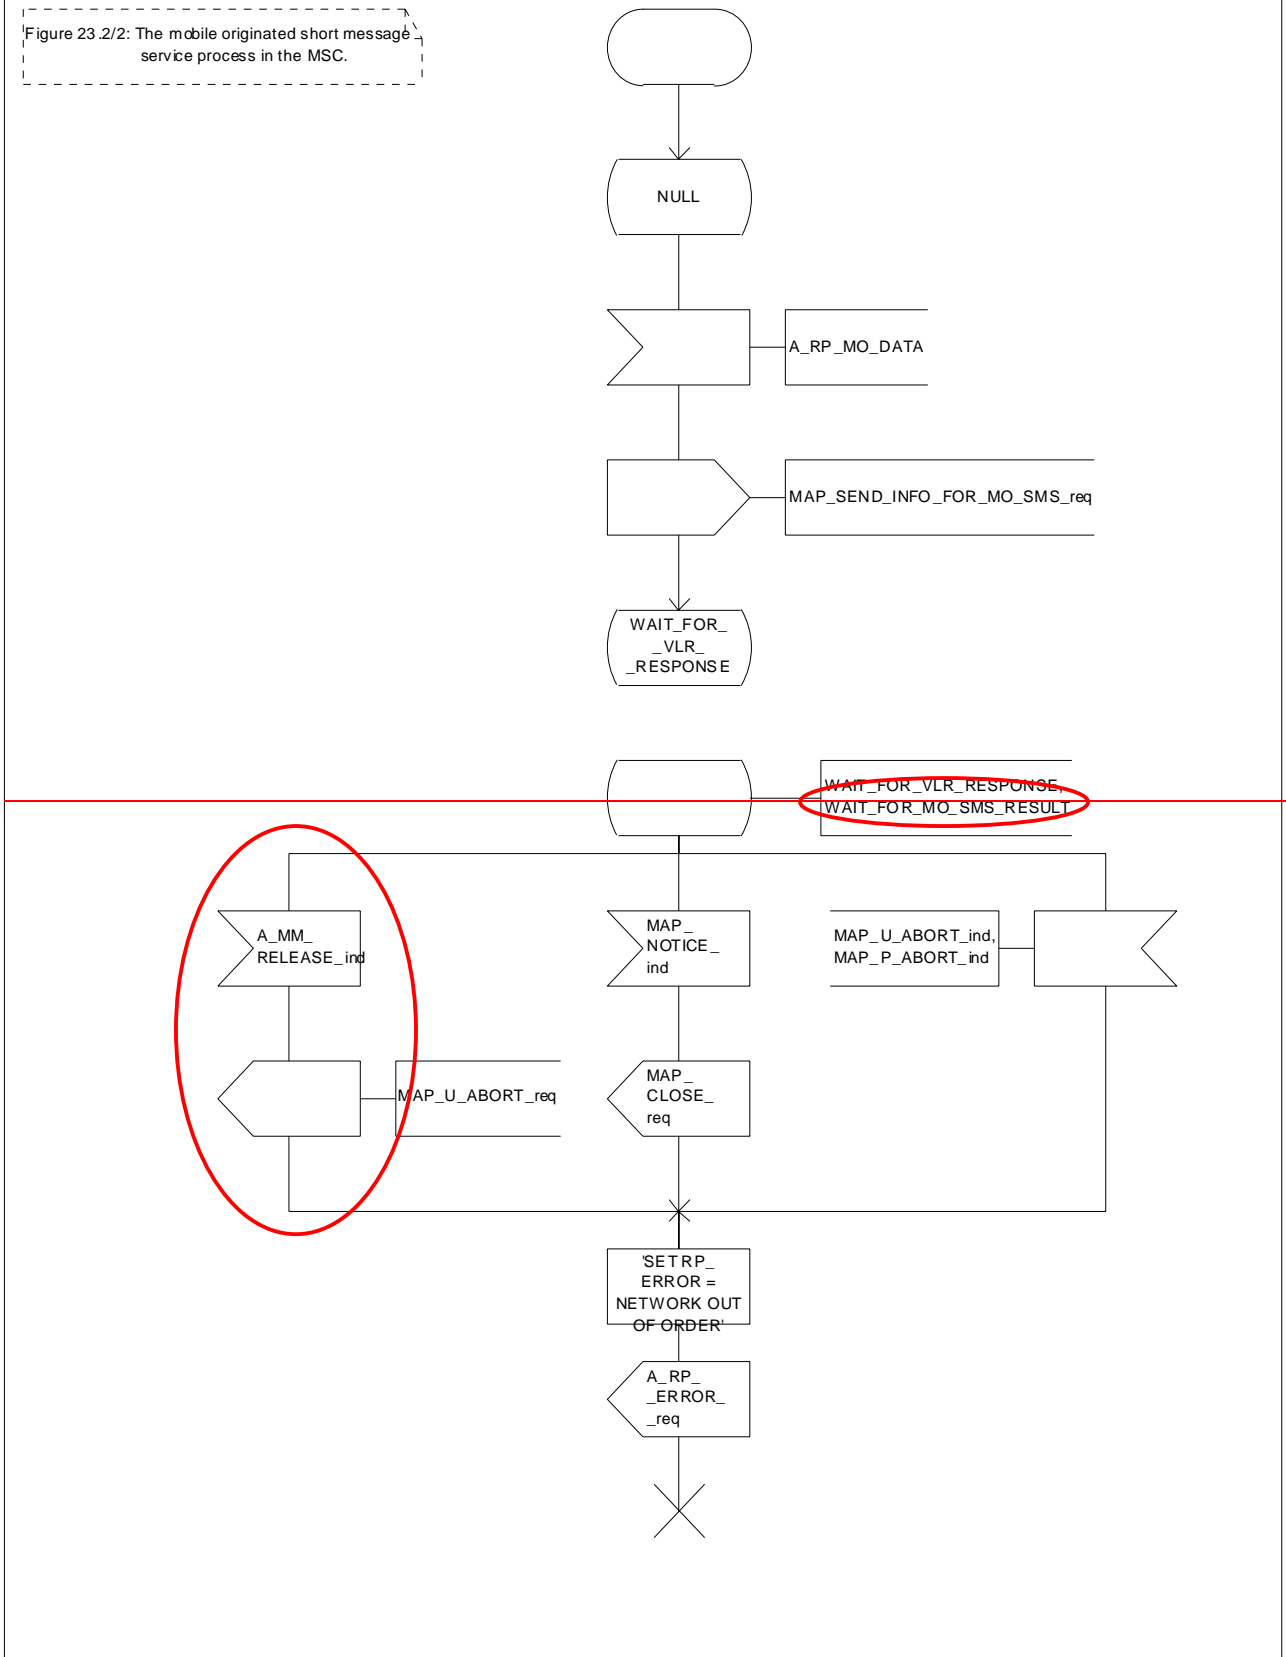 Figure 23.2/2: The mobile originated short message
service process in the MSC.
NULL
A_RP_MO_DATA
MAP_SEND_INFO_FOR_MO_SMS_req
WAIT_FOR_
_VLR_
_RESPONSE
WAIT_FOR_VLR_RESPONSE,
WAIT_FOR_MO_SMS_RESULT
A_MM_
RELEASE_ind
MAP_
NOTICE_
ind
MAP_U_ABORT_ind,
MAP_P_ABORT_ind
MAP_U_ABORT_req
MAP_
CLOSE_
req
'SET RP_
ERROR =
NETWORK OUT
OF ORDER'
A_RP_
_ERROR_
_req